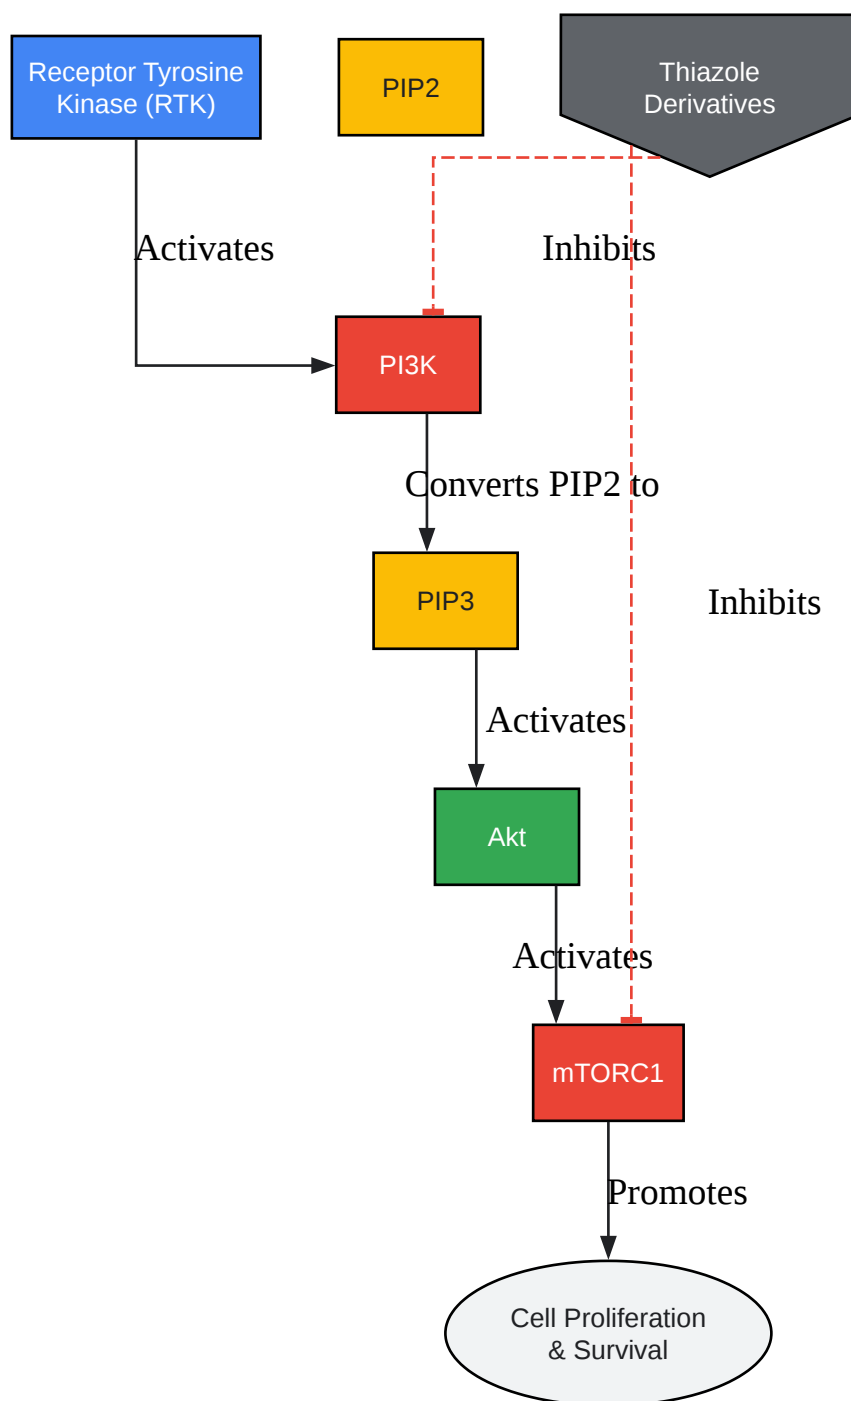 Receptor Tyrosine
Kinase (RTK)
PIP2
Thiazole
Derivatives
Activates
Inhibits
PI3K
Converts PIP2 to
PIP3
Inhibits
Activates
Akt
Activates
mTORC1
Promotes
Cell Proliferation
& Survival